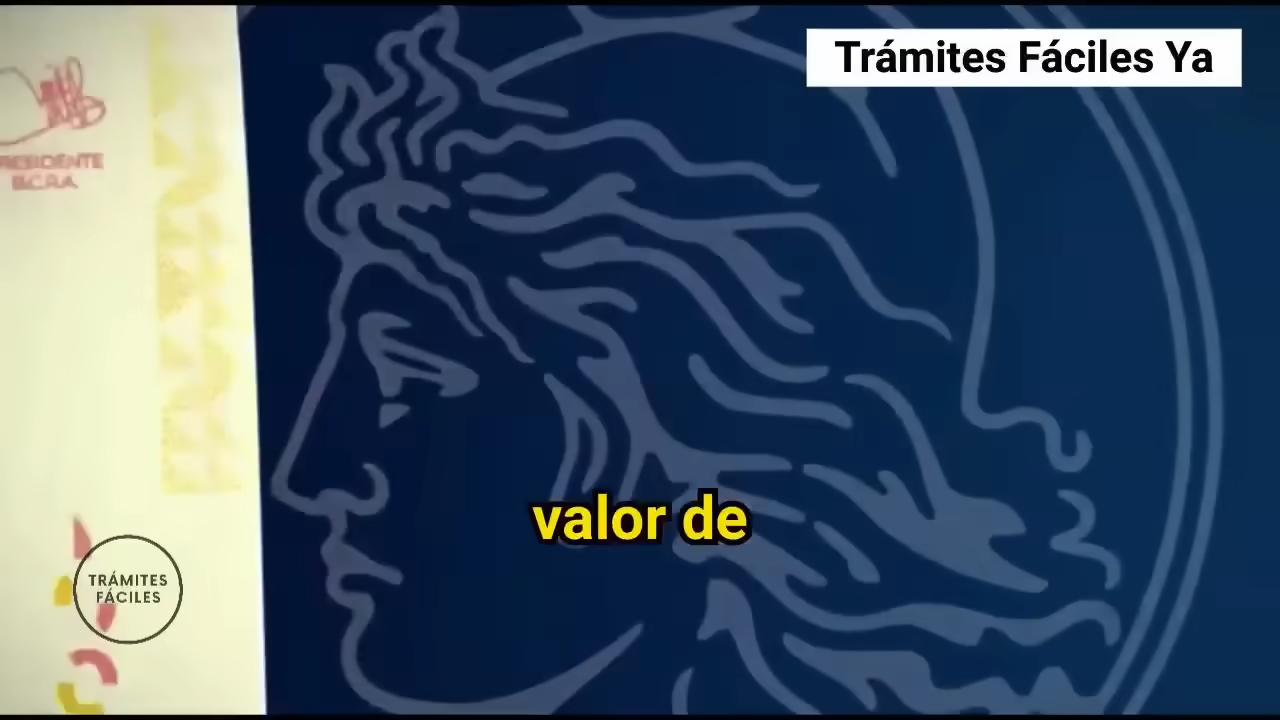 Trámites Fáciles Ya
PRESIDENTE
BCRA
valor de
TRÁMITES
FÁCILES